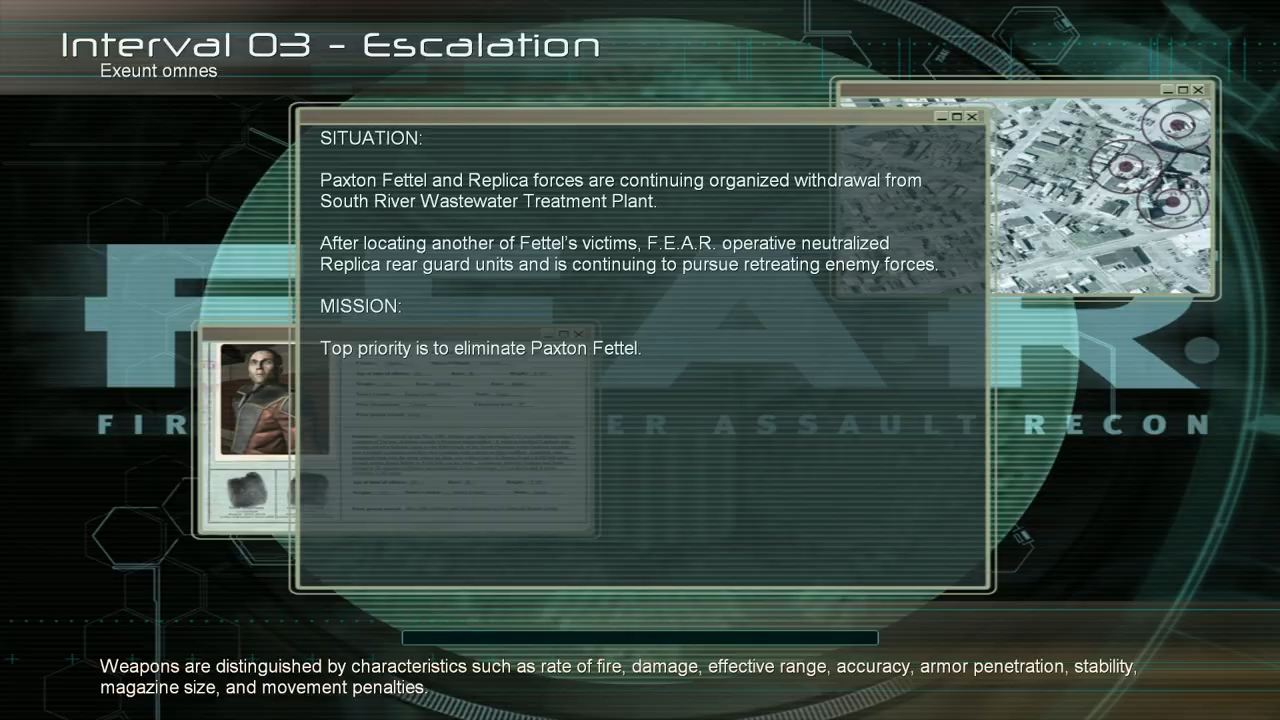 Interval 03 - Escalation
Exeunt omnes
SITUATION:
Paxton Fettel and Replica forces are continuing organized withdrawal from
South River Wastewater Treatment Plant.
After locating another of Fettel's victims, F.E.A.R. operative neutralized
Replica rear guard units and is continuing to pursue retreating enemy forces.
MISSION:
Top priority is to eliminate Paxton Fettel.
F.E.A.R.
FIR ER ASSAULT RECON
Weapons are distinguished by characteristics such as rate of fire, damage, effective range, accuracy, armor penetration, stability,
magazine size, and movement penalties.